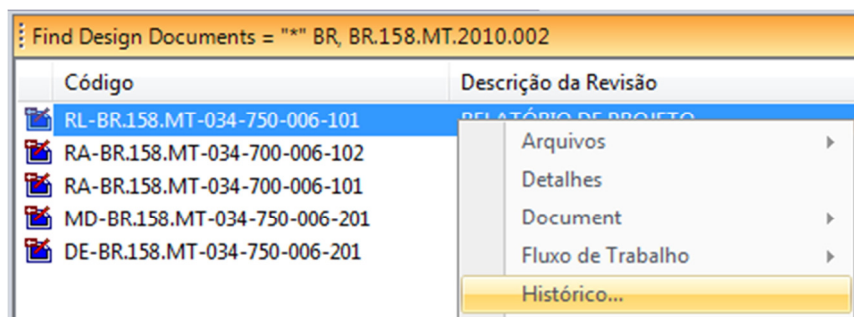 Find Design Documents = "*" BR, BR.158.MT.2010.002
Código Descrição da Revisão
RL-BR.158.MT-034-750-006-101 RELATÓRIO DE PROJETO
RA-BR.158.MT-034-700-006-102
RA-BR.158.MT-034-700-006-101
MD-BR.158.MT-034-750-006-201
DE-BR.158.MT-034-750-006-201
Arquivos
Detalhes
Document
Fluxo de Trabalho
Histórico...